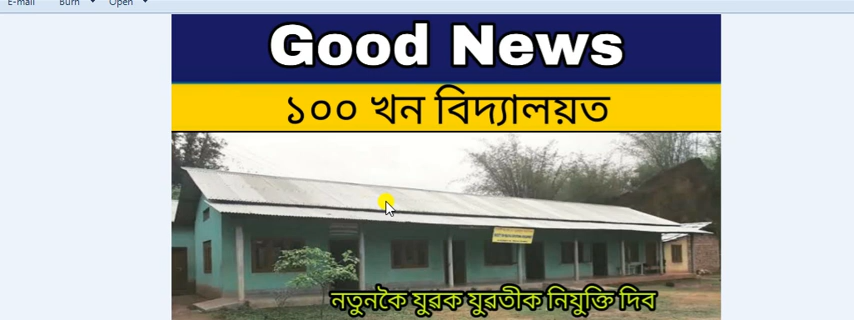 E-mail Burn Open
Good News
১০০ খন বিদ্যালয়ত
নতুনকৈ যুৱক যুৱতীক নিযুক্তি দিব